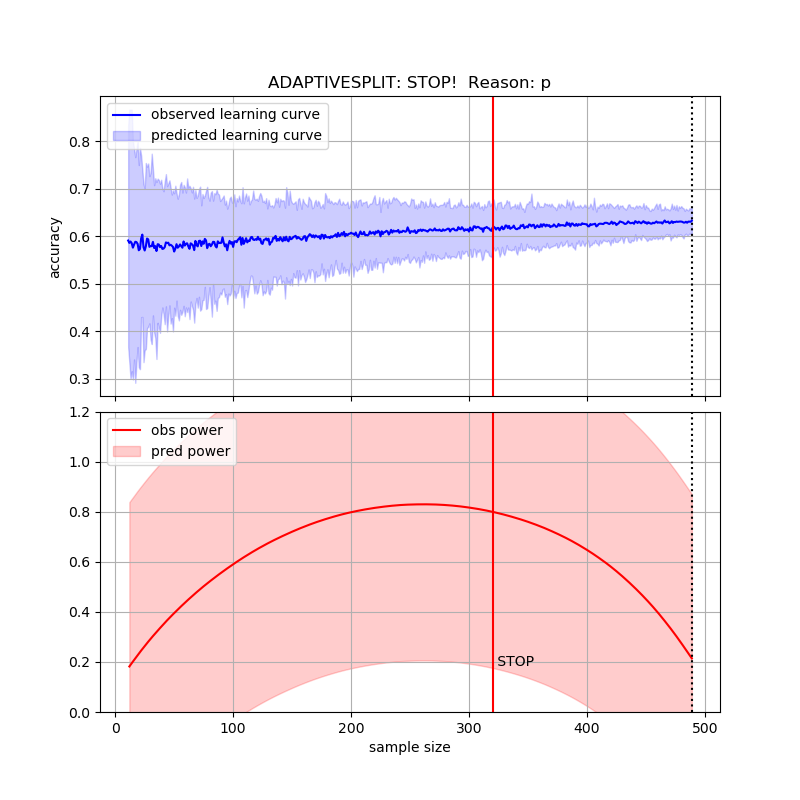 ADAPTIVESPLIT: STOP!  Reason: p
observed learning curve
predicted learning curve
accuracy
0.8
0.7
0.6
0.5
0.4
0.3
obs power
pred power
1.2
1.0
0.8
0.6
0.4
0.2
0.0
STOP
0 100 200 300 400 500
sample size